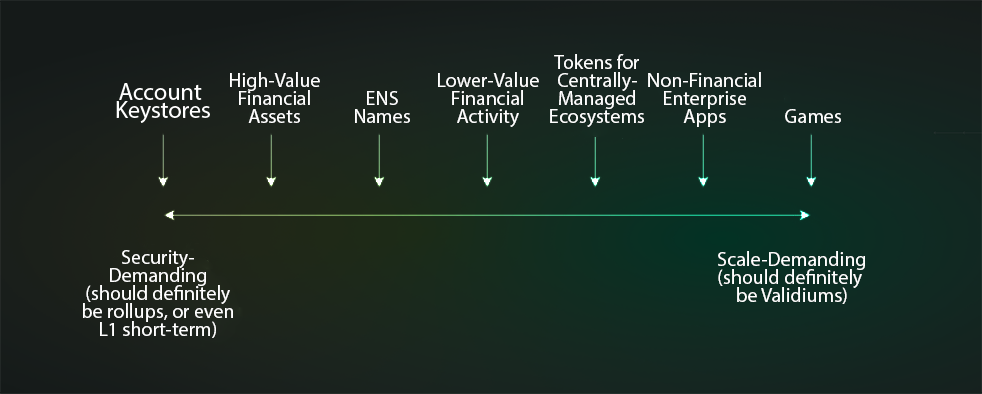 Account
Keystores
High-Value
Financial
Assets
ENS
Names
Lower-Value
Financial
Activity
Tokens for
Centrally-
Managed
Ecosystems
Non-Financial
Enterprise
Apps
Games
Security-
Demanding
(should definitely
be rollups, or even
L1 short-term)
Scale-Demanding
(should definitely
be Validiums)